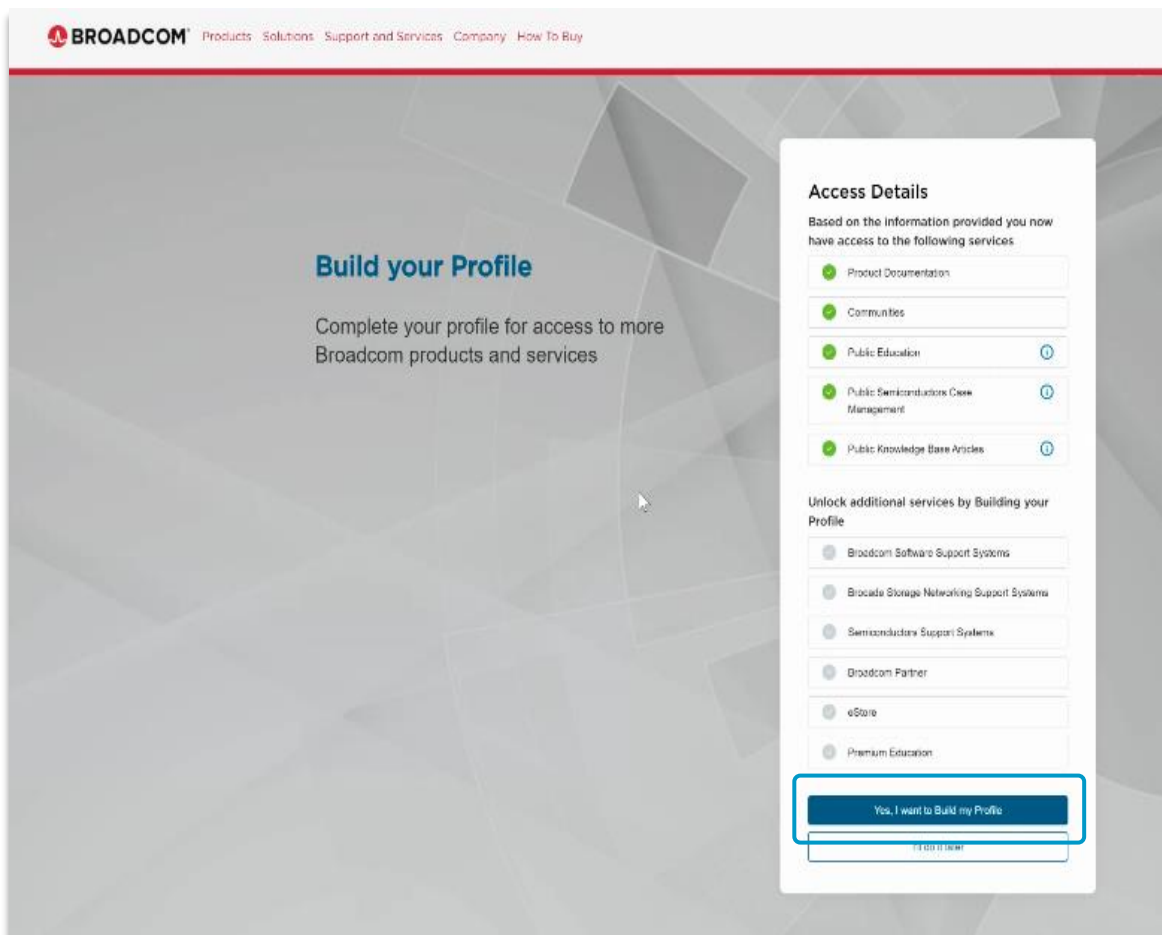 BROADCOM®
Products Solutions Support and Services Company How To Buy
Build your Profile
Complete your profile for access to more
Broadcom products and services
Access Details
Based on the information provided you now
have access to the following services
Product Documentation
Communities
Public Education
Public Semiconductors Case
Management
Public Knowledge Base Articles
Unlock additional services by Building your
Profile
Broadcom Software Support Systems
Brocade Storage Networking Support Systems
Semiconductors Support Systems
Broadcom Partner
eStore
Premium Education
Yes, I want to Build my Profile
I'll do it later